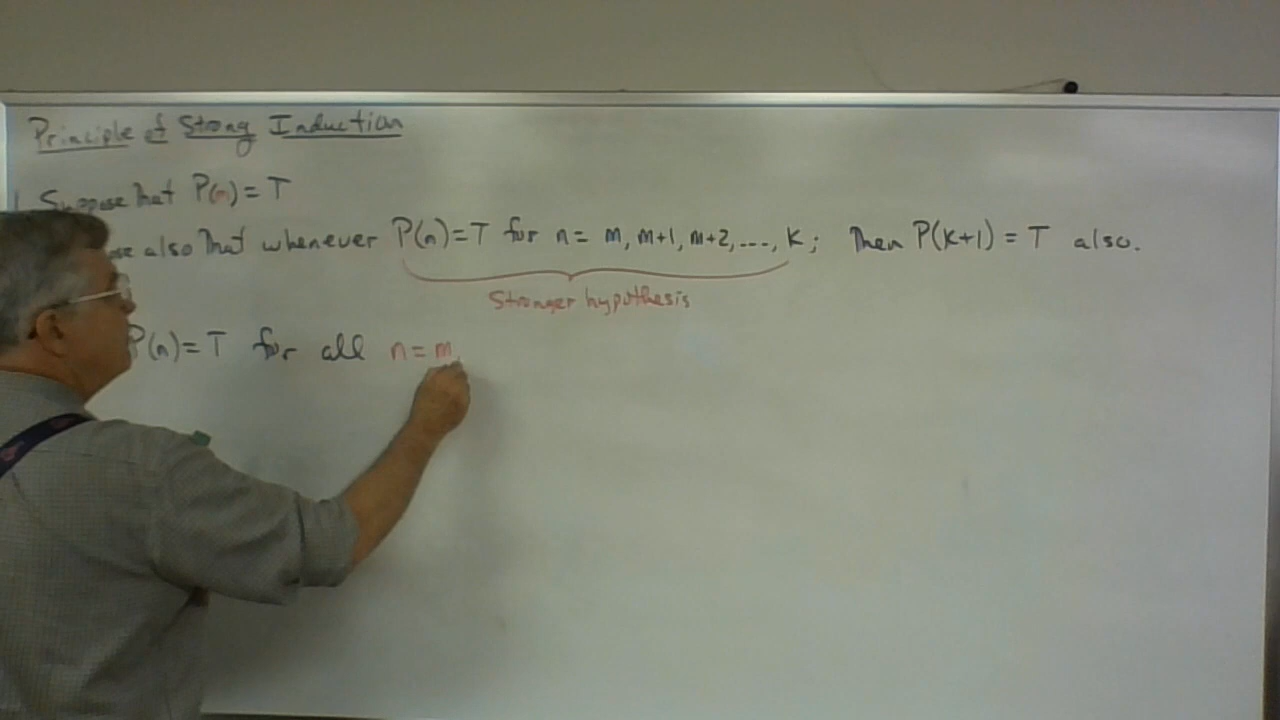 Principle of Strong Induction
1. Suppose that P(m) = T
also that whenever P(n)=T for n= m, m+1, m+2, ...., k; Then P(k+1) = T also.
Stronger hypothesis
P(n)=T for all n=m,